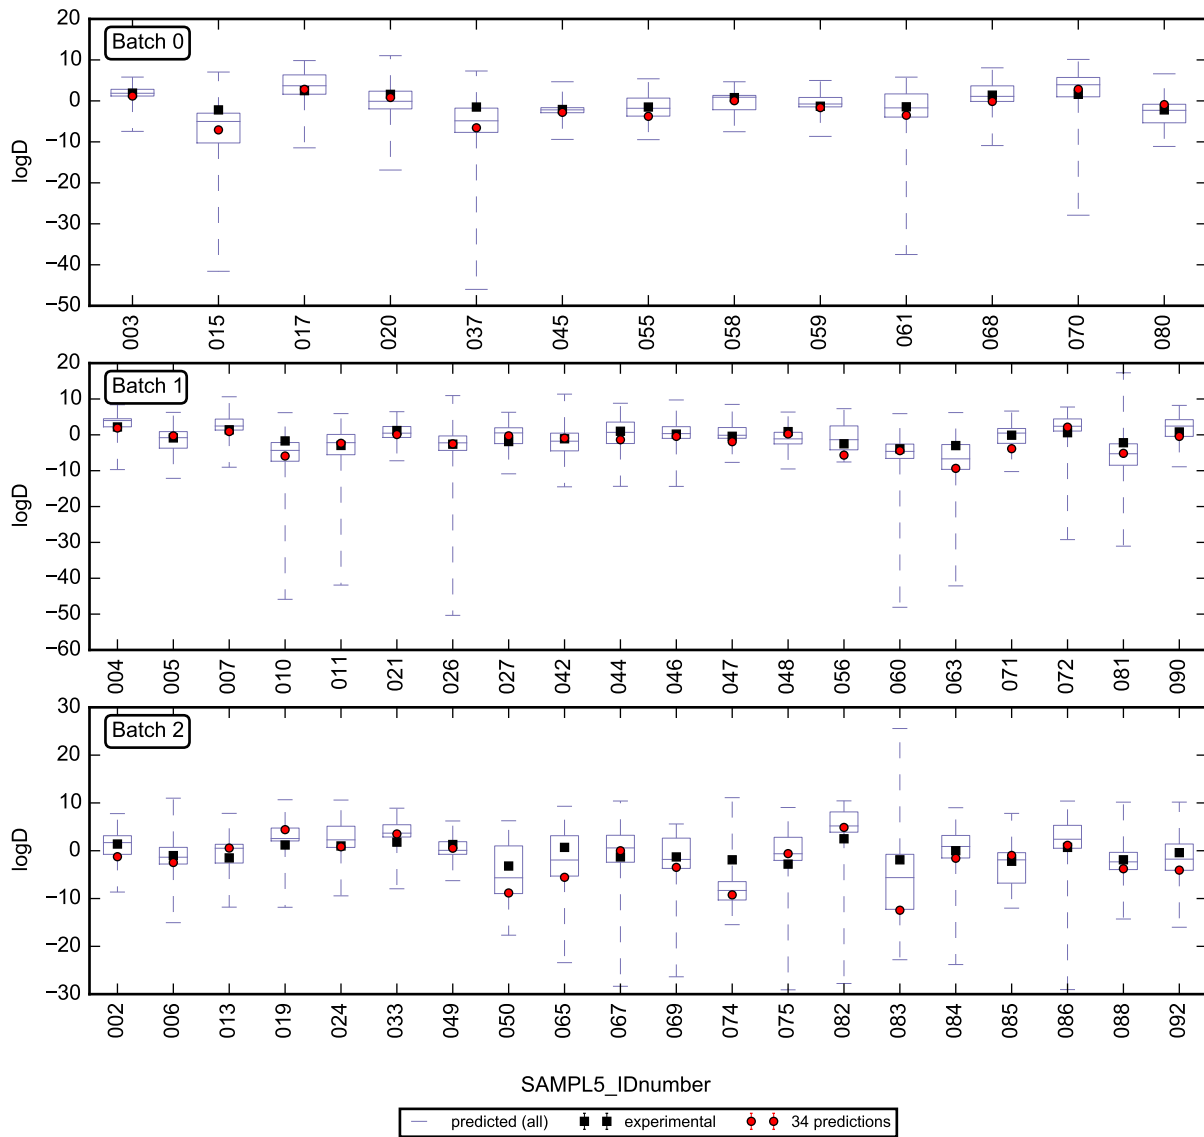 Batch 0
20
10
0
−10
−20
−30
−40
−50
logD
003 015 017 020 037 045 055 058 059 061 068 070 080
Batch 1
20
10
0
−10
−20
−30
−40
−50
−60
logD
004 005 007 010 011 021 026 027 042 044 046 047 048 056 060 063 071 072 081 090
Batch 2
30
20
10
0
−10
−20
−30
logD
002 006 013 019 024 033 049 050 065 067 069 074 075 082 083 084 085 086 088 092
SAMPL5_IDnumber
predicted (all) experimental 34 predictions